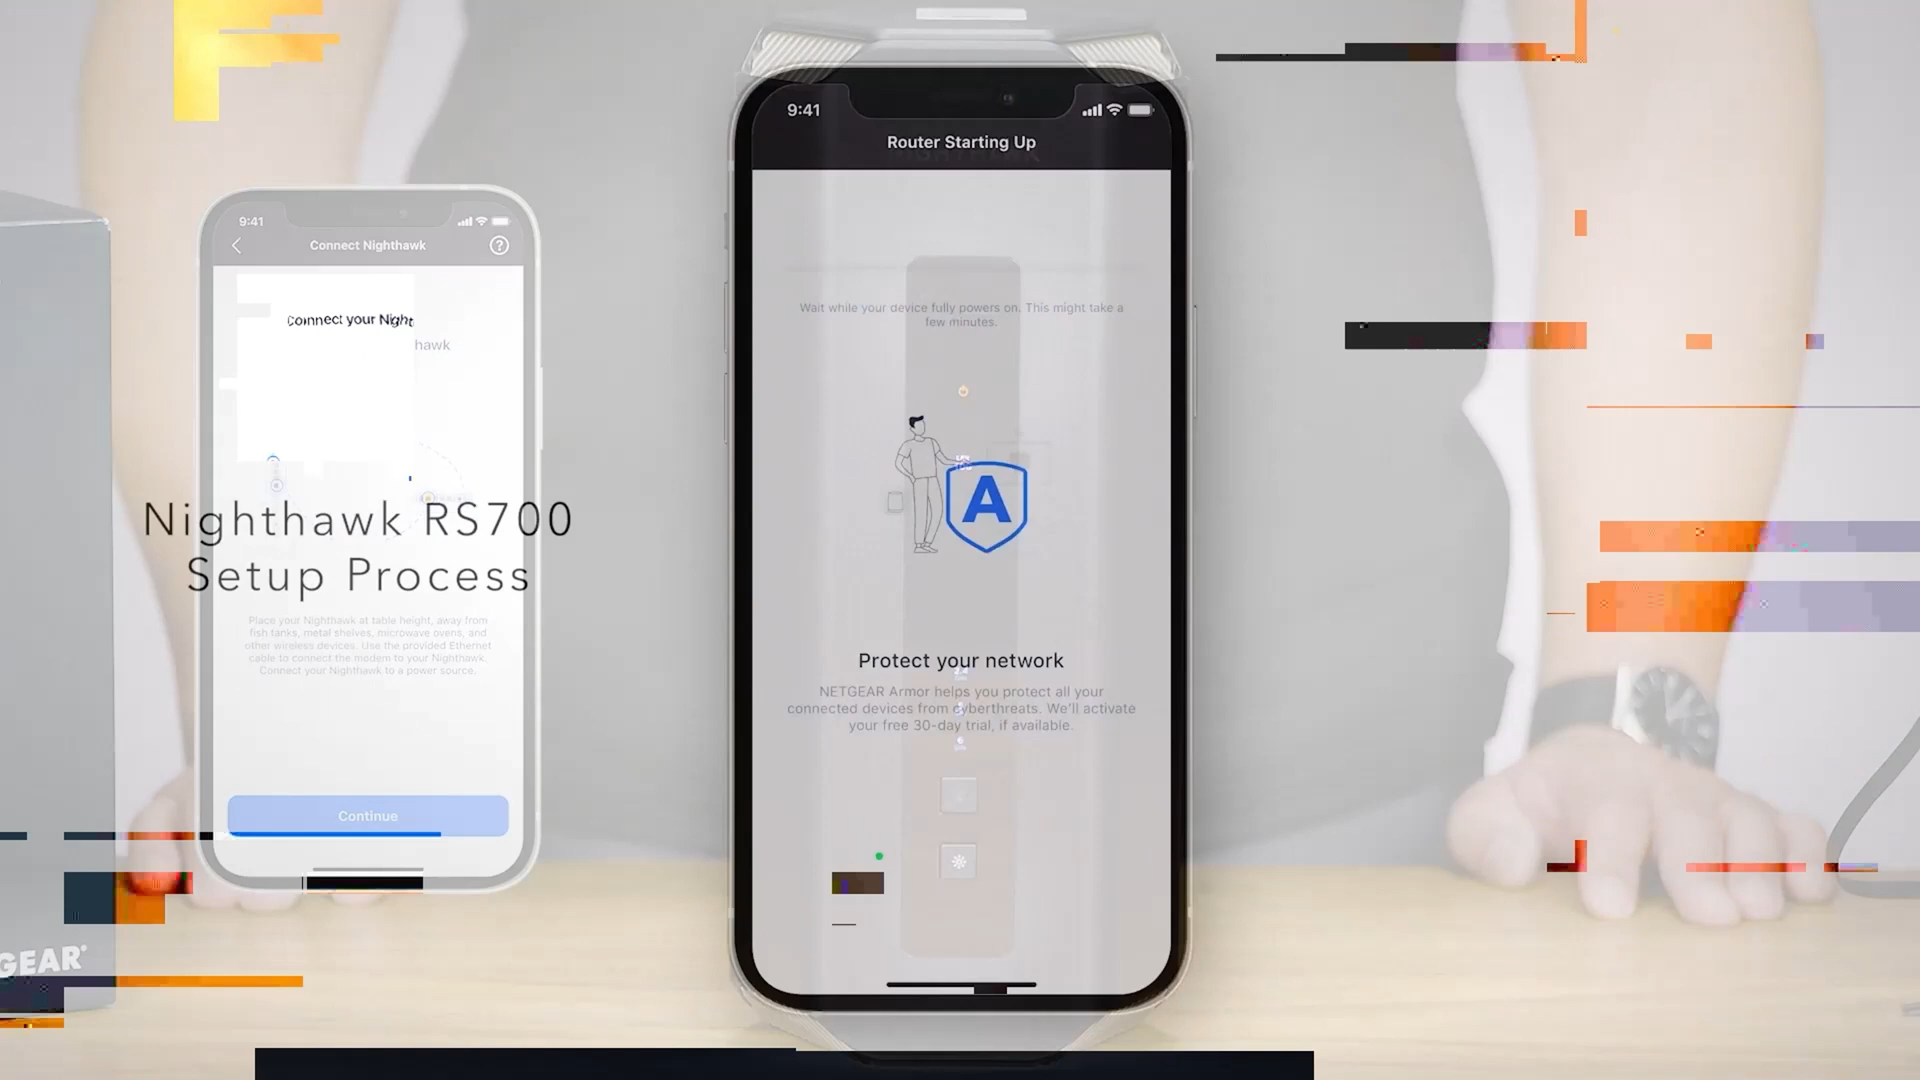 9:41
Connect Nighthawk
?
Connect your Night
hawk
Nighthawk RS700
Setup Process
Place your Nighthawk at table height, away from
fish tanks, metal shelves, microwave ovens, and
other wireless devices. Use the provided Ethernet
cable to connect the modem to your Nighthawk.
Connect your Nighthawk to a power source.
Continue
GEAR
9:41
Router Starting Up
NIGHTHAWK
Wait while your device fully powers on. This might take a
few minutes.
A
Protect your network
NETGEAR Armor helps you protect all your
connected devices from cyberthreats. We'll activate
your free 30-day trial, if available.